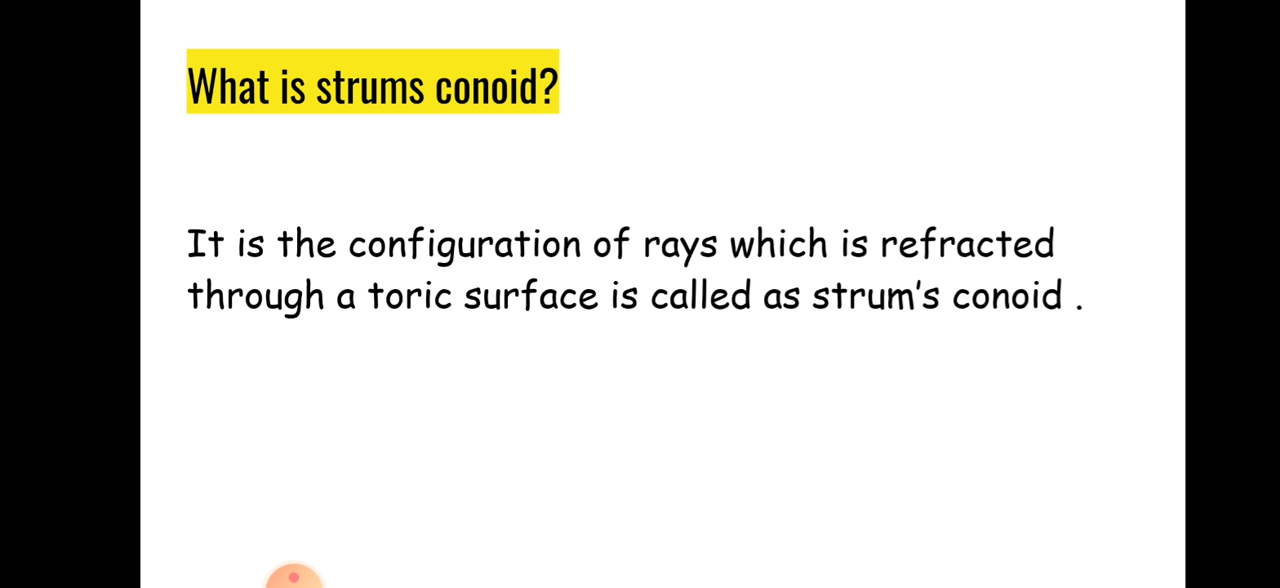 What is strums conoid?
It is the configuration of rays which is refracted
through a toric surface is called as strum's conoid .